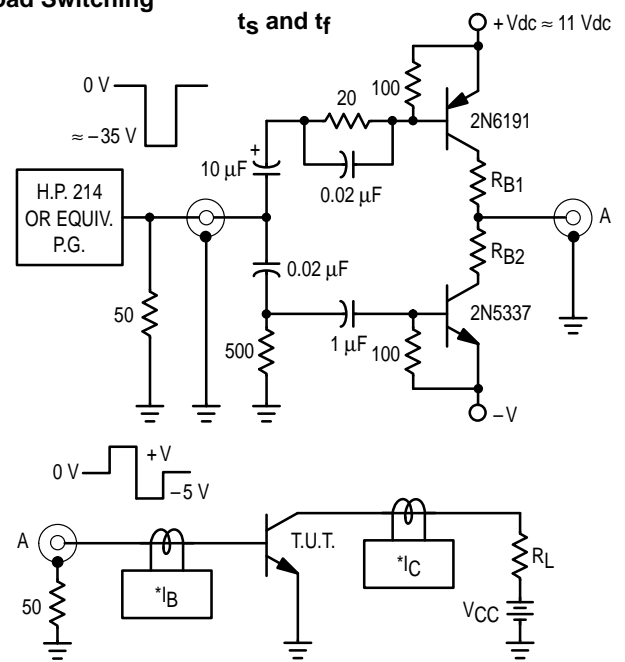 oad Switching
ts and tf
+ Vdc ≈ 11 Vdc
0 V
≈ –35 V
100
20
2N6191
+
10 µF
0.02 µF
RB1
H.P. 214
OR EQUIV.
P.G.
A
RB2
0.02 µF
50
2N5337
500
1 µF
100
–V
+V
0 V
–5 V
A
T.U.T.
*IB
*IC
RL
50
VCC